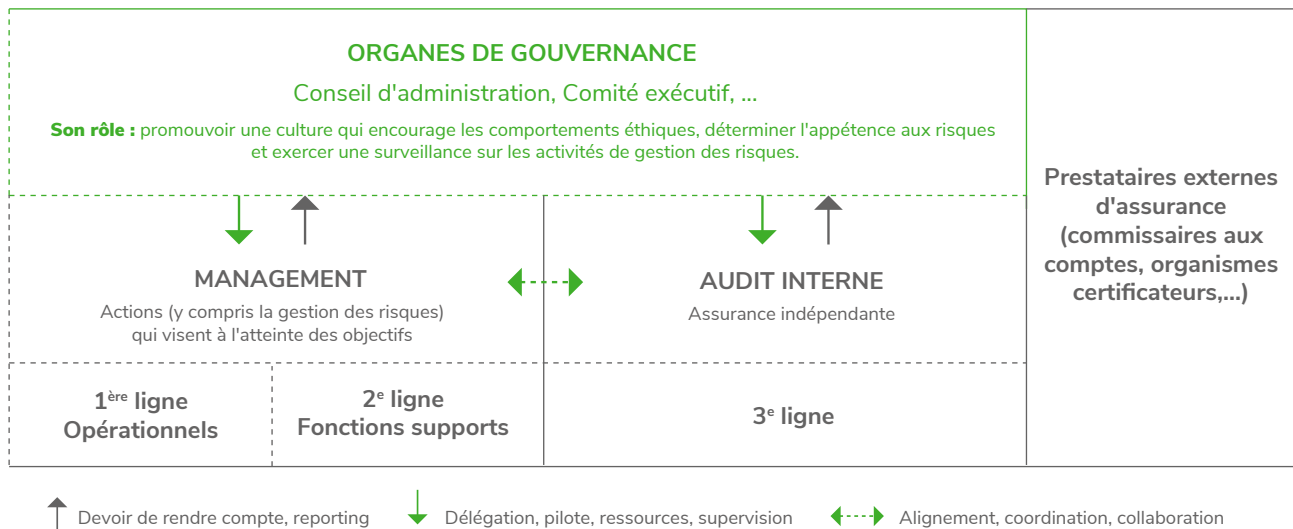 ORGANES DE GOUVERNANCE
Conseil d'administration, Comité exécutif, ...
Son rôle : promouvoir une culture qui encourage les comportements éthiques, déterminer l'appétence aux risques
et exercer une surveillance sur les activités de gestion des risques.
MANAGEMENT
Actions (y compris la gestion des risques)
qui visent à l'atteinte des objectifs
AUDIT INTERNE
Assurance indépendante
1ère ligne
Opérationnels
2e ligne
Fonctions supports
3e ligne
Prestataires externes
d'assurance
(commissaires aux
comptes, organismes
certificateurs,...)
Devoir de rendre compte, reporting
Délégation, pilote, ressources, supervision
Alignement, coordination, collaboration